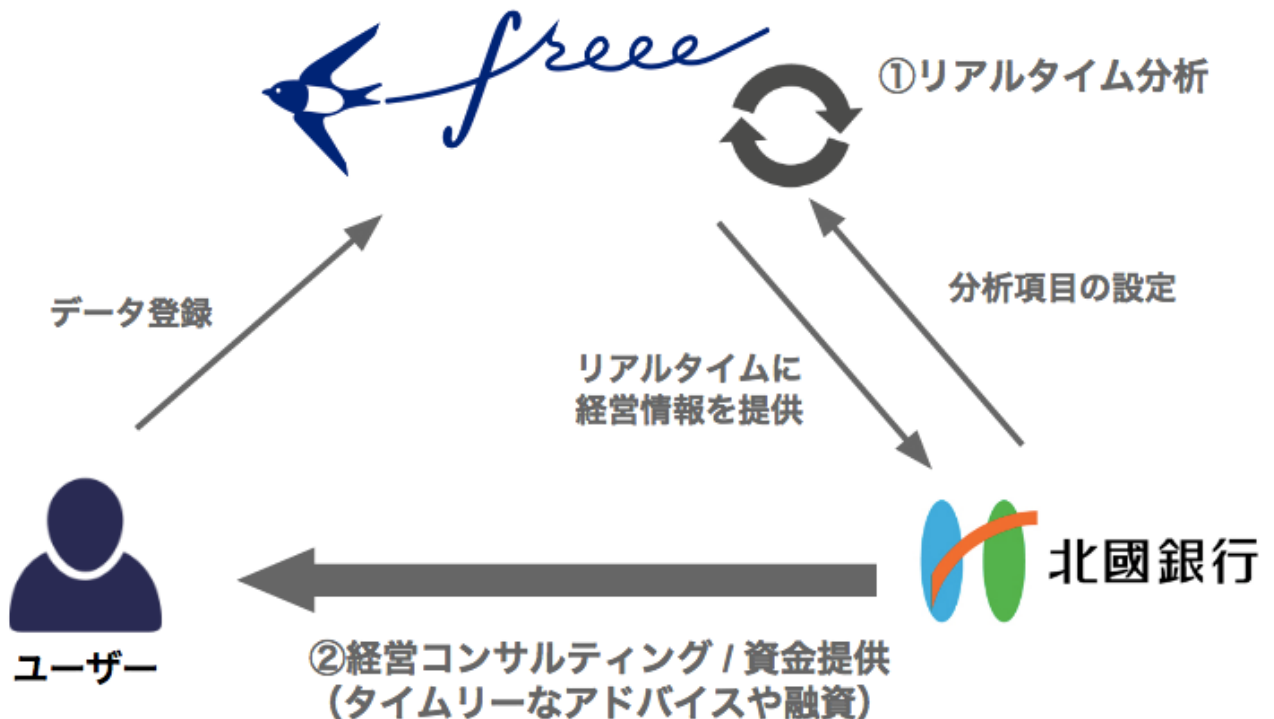 freee
①リアルタイム分析
データ登録
分析項目の設定
リアルタイムに
経営情報を提供
北國銀行
ユーザー
②経営コンサルティング / 資金提供
（タイムリーなアドバイスや融資）